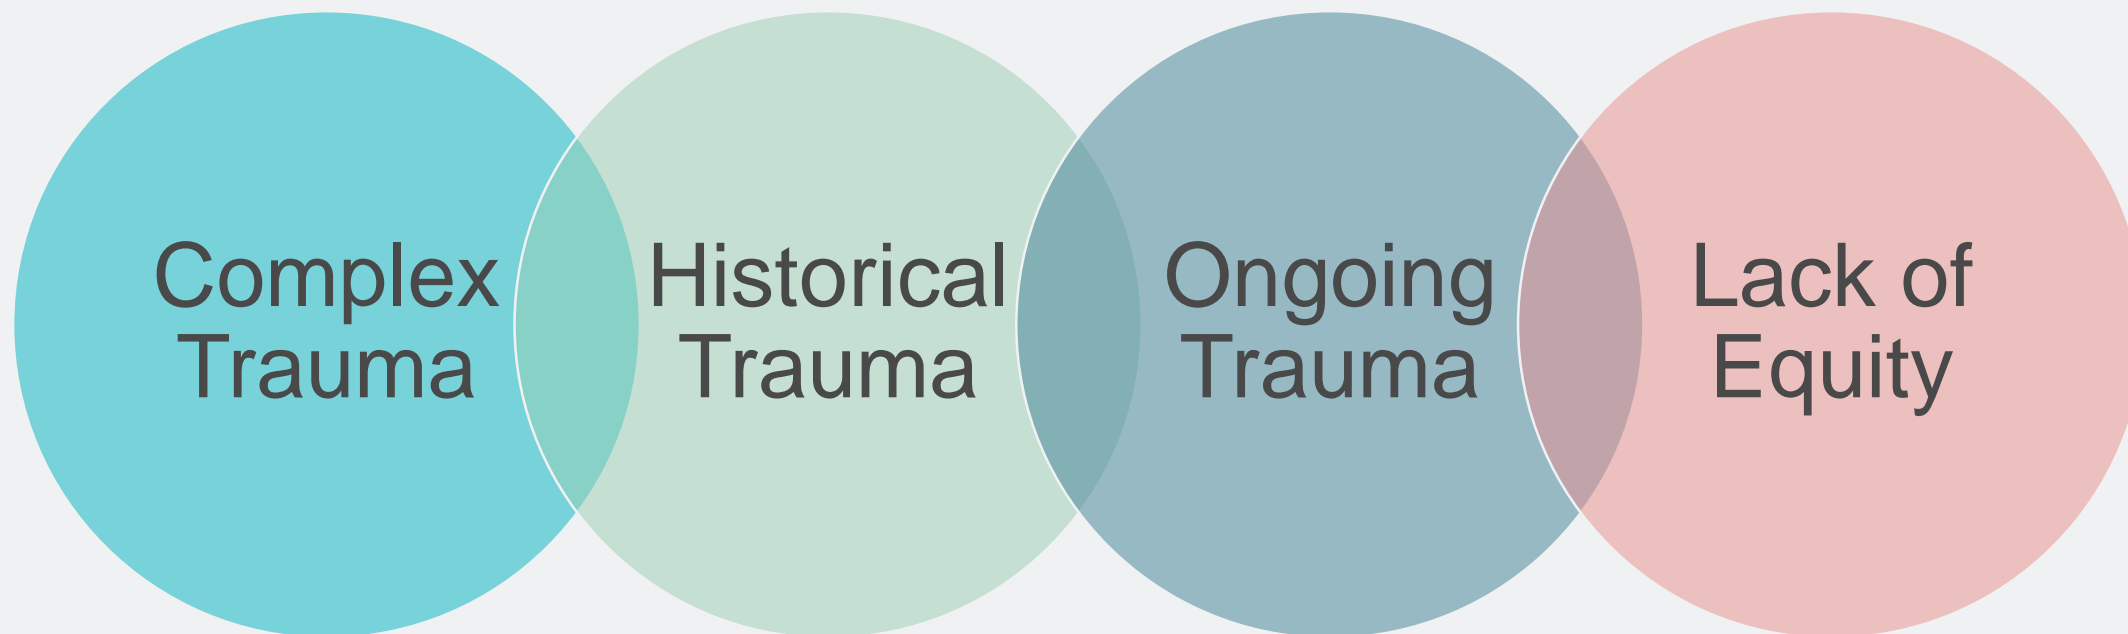 Complex
Trauma
Historical
Trauma
Ongoing
Trauma
Lack of
Equity